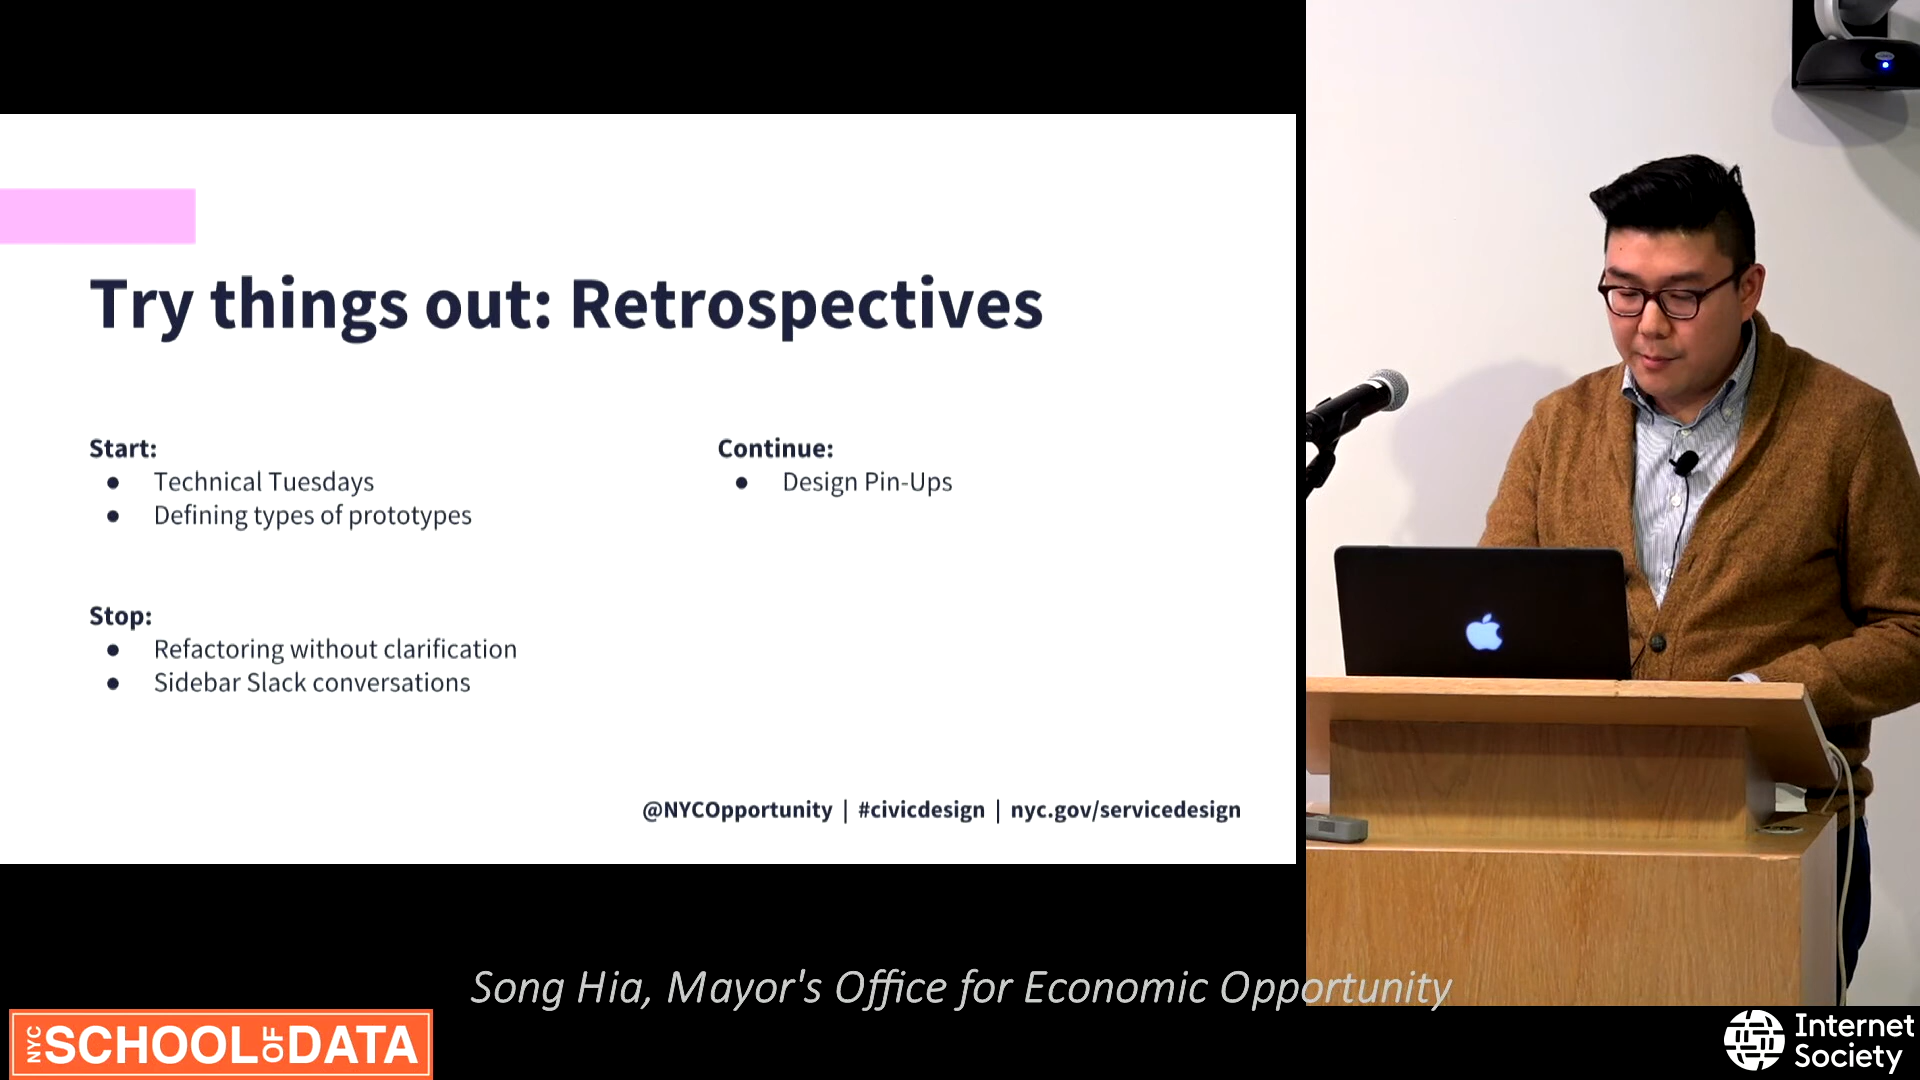 Try things out: Retrospectives
Start:
● Technical Tuesdays
● Defining types of prototypes
Stop:
● Refactoring without clarification
● Sidebar Slack conversations
Continue:
● Design Pin-Ups
@NYCOpportunity | #civicdesign | nyc.gov/servicedesign
Song Hia, Mayor's Office for Economic Opportunity
NYC SCHOOL OF DATA
Internet
Society